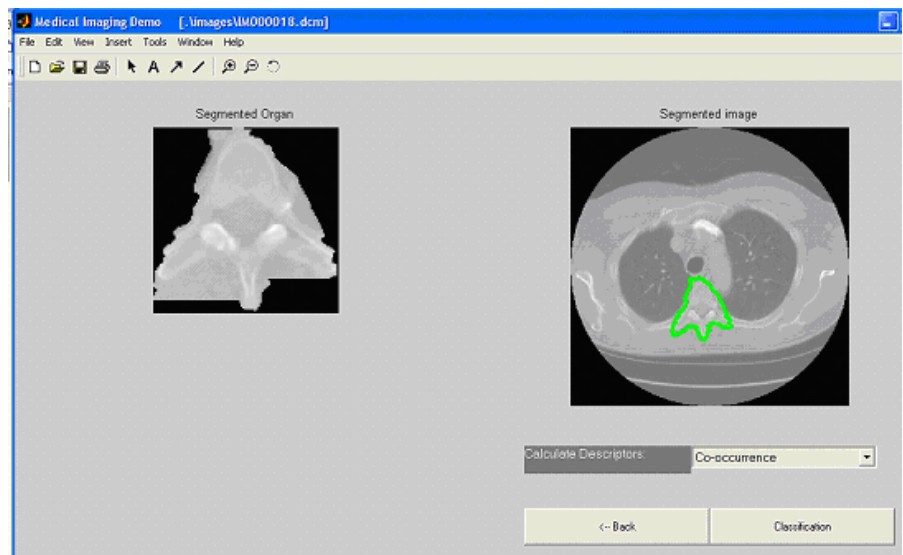 Medical Imaging Demo [.\images\IM000018.dcm]
File Edit View Insert Tools Window Help
A
Segmented Organ
Segmented image
Calculate Descriptors: Co-occurrence
<-- Back Classification